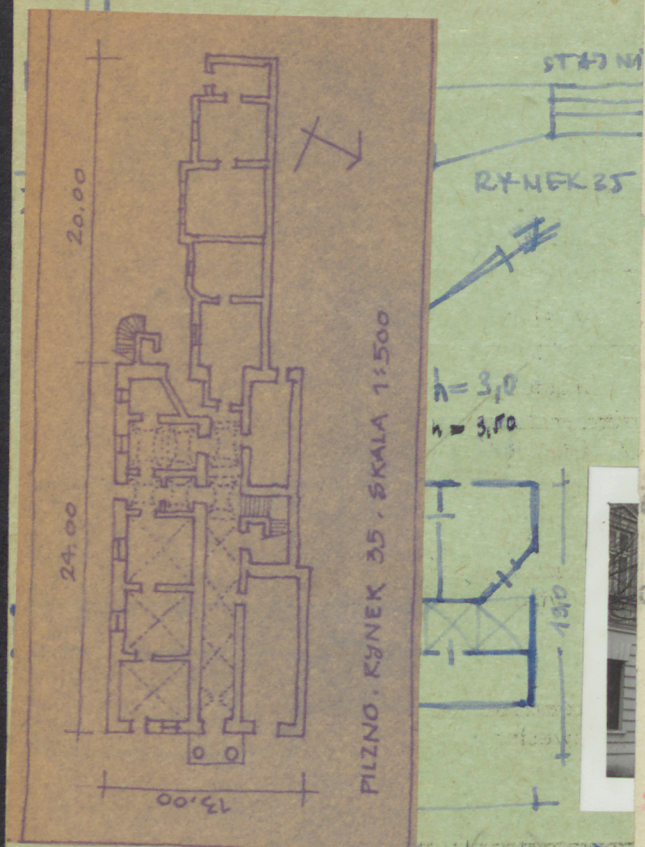 20.00
24.00
13,00
PILZNO. RYNEK 35. SKALA 1:500
RYNEK 35
h = 3,0
h = 3,50